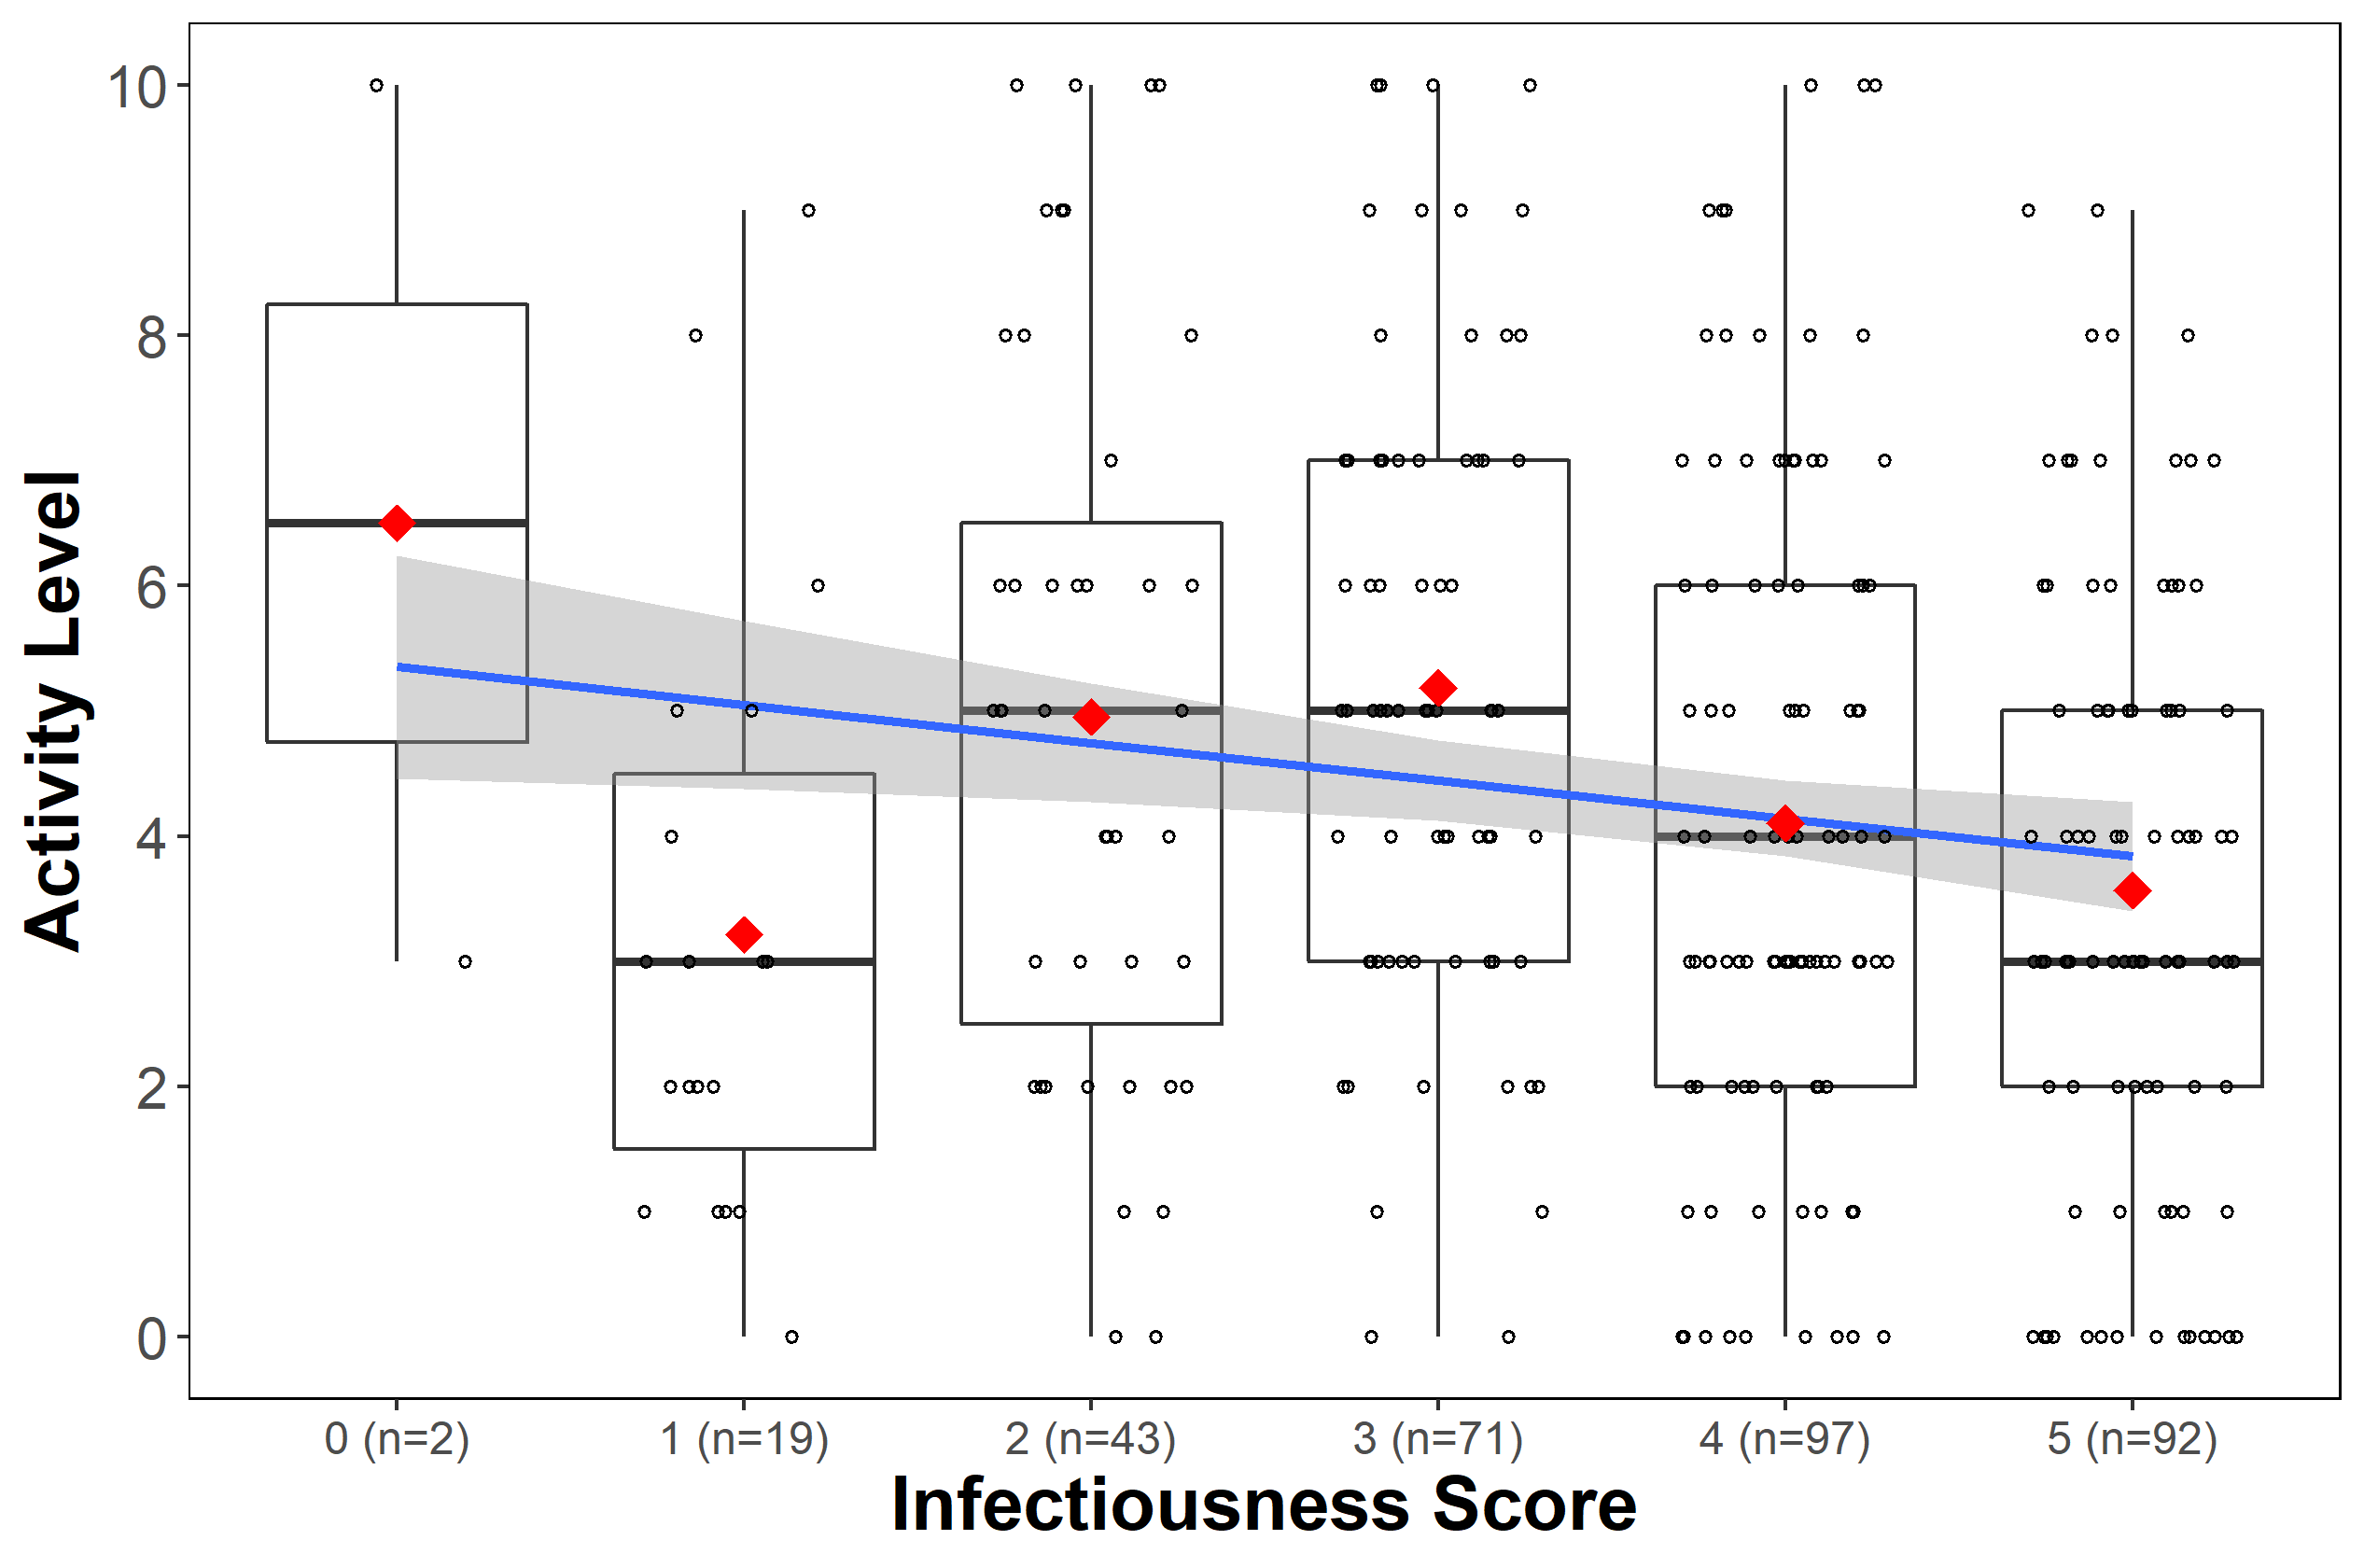 Activity Level
10
8
6
4
2
0
0 (n=2) 1 (n=19) 2 (n=43) 3 (n=71) 4 (n=97) 5 (n=92)
Infectiousness Score